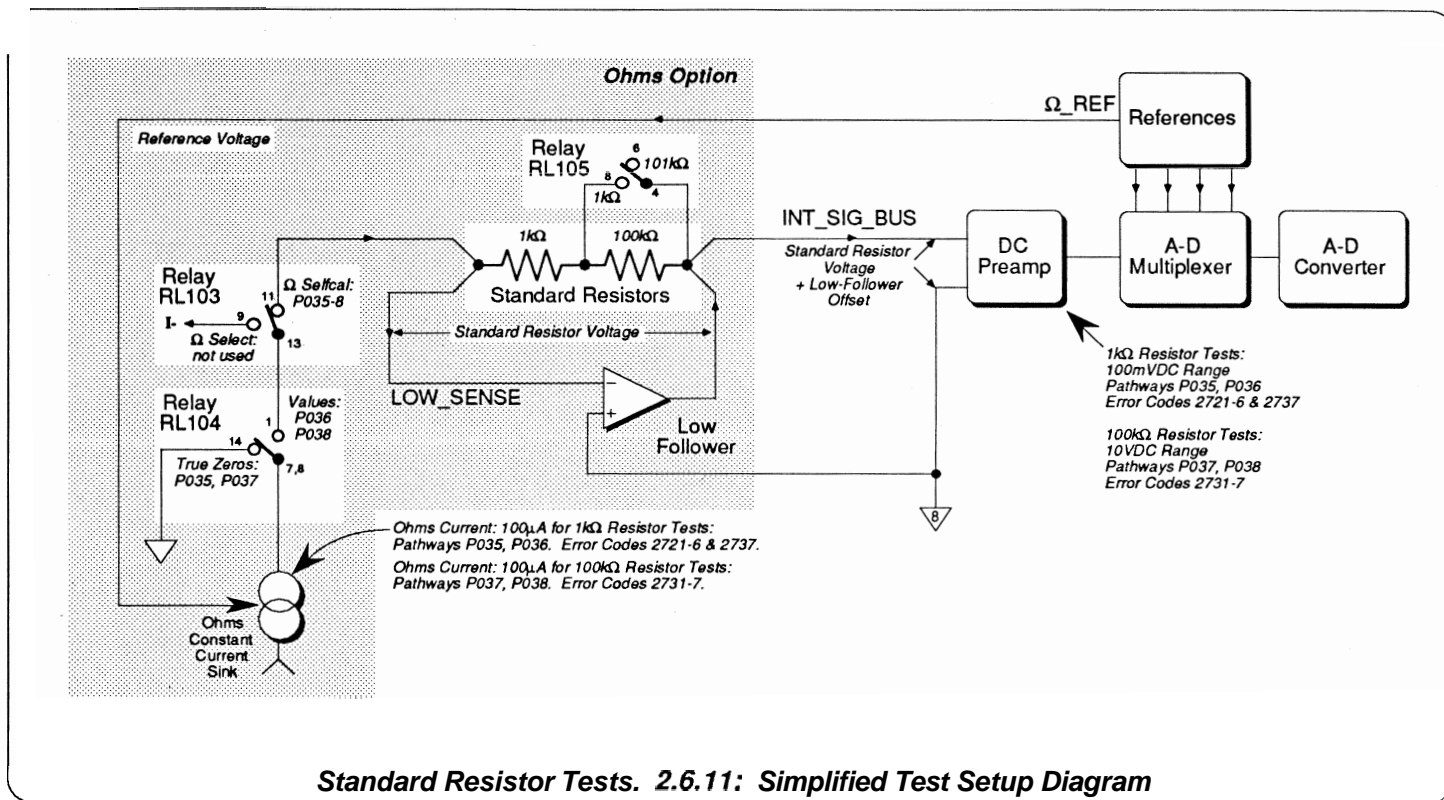 Ohms Option
Ω_REF
References
Reference Voltage
Relay
RL105
6
101kΩ
8
4
1kΩ
INT_SIG_BUS
1kΩ
100kΩ
Standard Resistors
Standard Resistor
Voltage
+ Low-Follower
Offset
DC
Preamp
A-D
Multiplexer
A-D
Converter
Relay
RL103
11
Ω Selfcal:
P035-8
I-
9
Ω Select:
not used
13
Standard Resistor Voltage
LOW_SENSE
−
+
Low
Follower
1kΩ Resistor Tests:
100mVDC Range
Pathways P035, P036
Error Codes 2721-6 & 2737
100kΩ Resistor Tests:
10VDC Range
Pathways P037, P038
Error Codes 2731-7
Relay
RL104
1
Values:
P036
P038
14
7,8
True Zeros:
P035, P037
8
Ohms Current: 100μA for 1kΩ Resistor Tests:
Pathways P035, P036. Error Codes 2721-6 & 2737.
Ohms Current: 100μA for 100kΩ Resistor Tests:
Pathways P037, P038. Error Codes 2731-7.
Ohms
Constant
Current
Sink
Standard Resistor Tests. 2.6.11: Simplified Test Setup Diagram